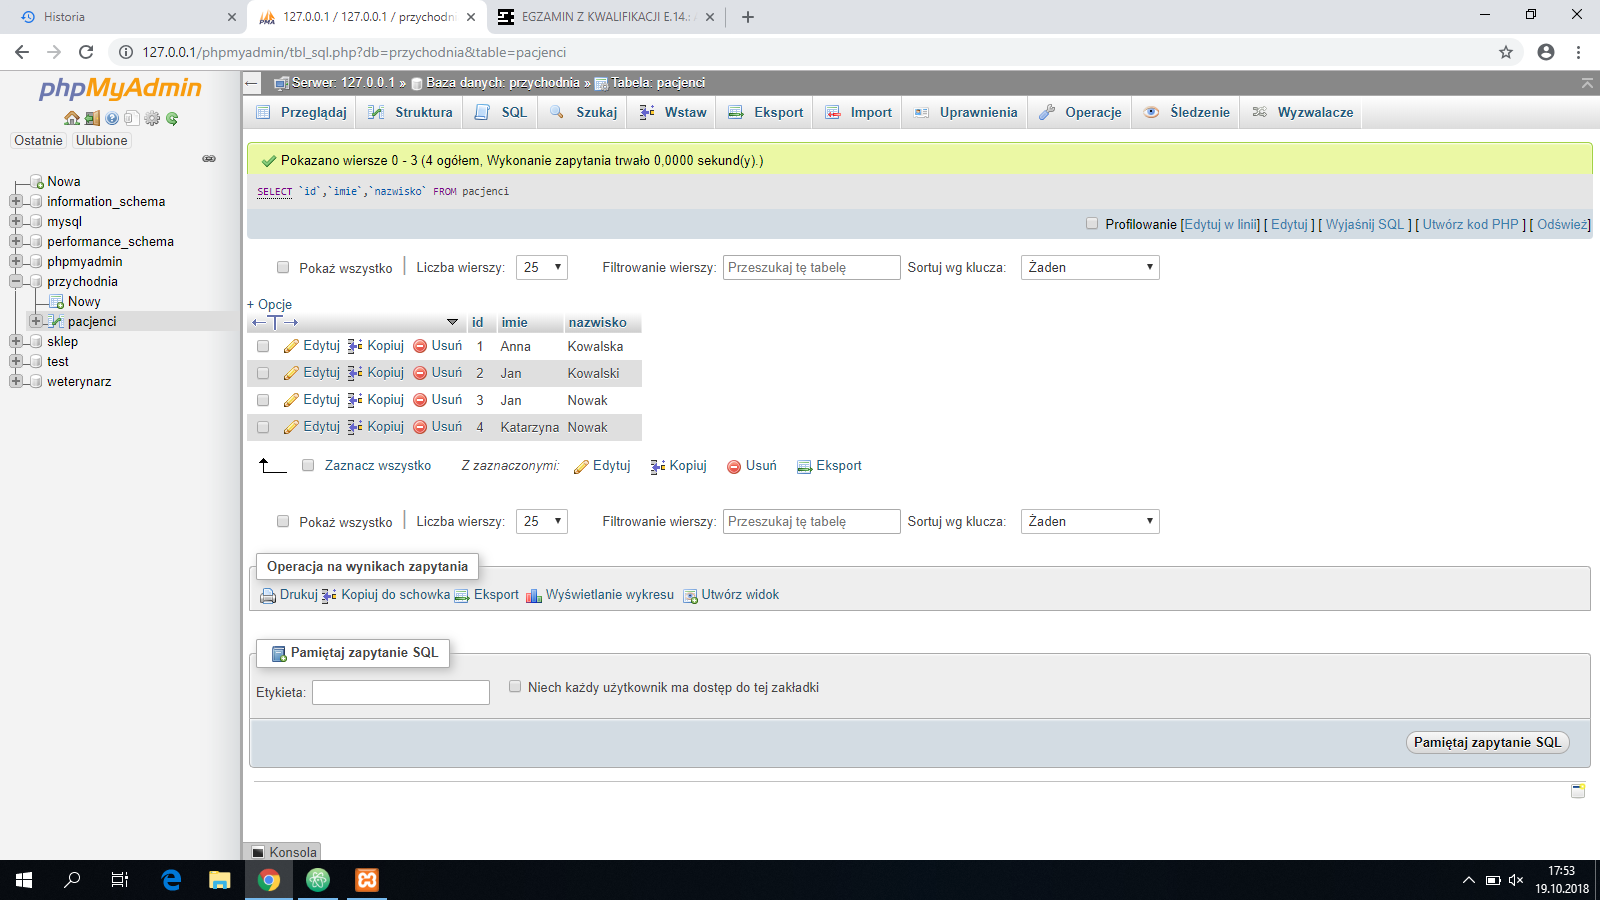 Historia
127.0.0.1 / 127.0.0.1 / przychodni
EGZAMIN Z KWALIFIKACJI E.14.:
127.0.0.1/phpmyadmin/tbl_sql.php?db=przychodnia&table=pacjenci
phpMyAdmin
Ostatnie Ulubione
Nowa
information_schema
mysql
performance_schema
phpmyadmin
przychodnia
Nowy
pacjenci
sklep
test
weterynarz
Serwer: 127.0.0.1 » Baza danych: przychodnia » Tabela: pacjenci
Przeglądaj Struktura SQL Szukaj Wstaw Eksport Import Uprawnienia Operacje Śledzenie Wyzwalacze
Pokazano wiersze 0 - 3 (4 ogółem, Wykonanie zapytania trwało 0,0000 sekund(y).)
SELECT `id`,`imie`,`nazwisko` FROM pacjenci
Profilowanie [Edytuj w linii] [ Edytuj ] [ Wyjaśnij SQL ] [ Utwórz kod PHP ] [ Odśwież]
Pokaż wszystko Liczba wierszy: 25 Filtrowanie wierszy: Przeszukaj tę tabelę Sortuj wg klucza: Żaden
+ Opcje
←T→ id imie nazwisko
Edytuj Kopiuj Usuń 1 Anna Kowalska
Edytuj Kopiuj Usuń 2 Jan Kowalski
Edytuj Kopiuj Usuń 3 Jan Nowak
Edytuj Kopiuj Usuń 4 Katarzyna Nowak
Zaznacz wszystko Z zaznaczonymi: Edytuj Kopiuj Usuń Eksport
Pokaż wszystko Liczba wierszy: 25 Filtrowanie wierszy: Przeszukaj tę tabelę Sortuj wg klucza: Żaden
Operacja na wynikach zapytania
Drukuj Kopiuj do schowka Eksport Wyświetlanie wykresu Utwórz widok
Pamiętaj zapytanie SQL
Etykieta: Niech każdy użytkownik ma dostęp do tej zakładki
Pamiętaj zapytanie SQL
Konsola
17:53
19.10.2018